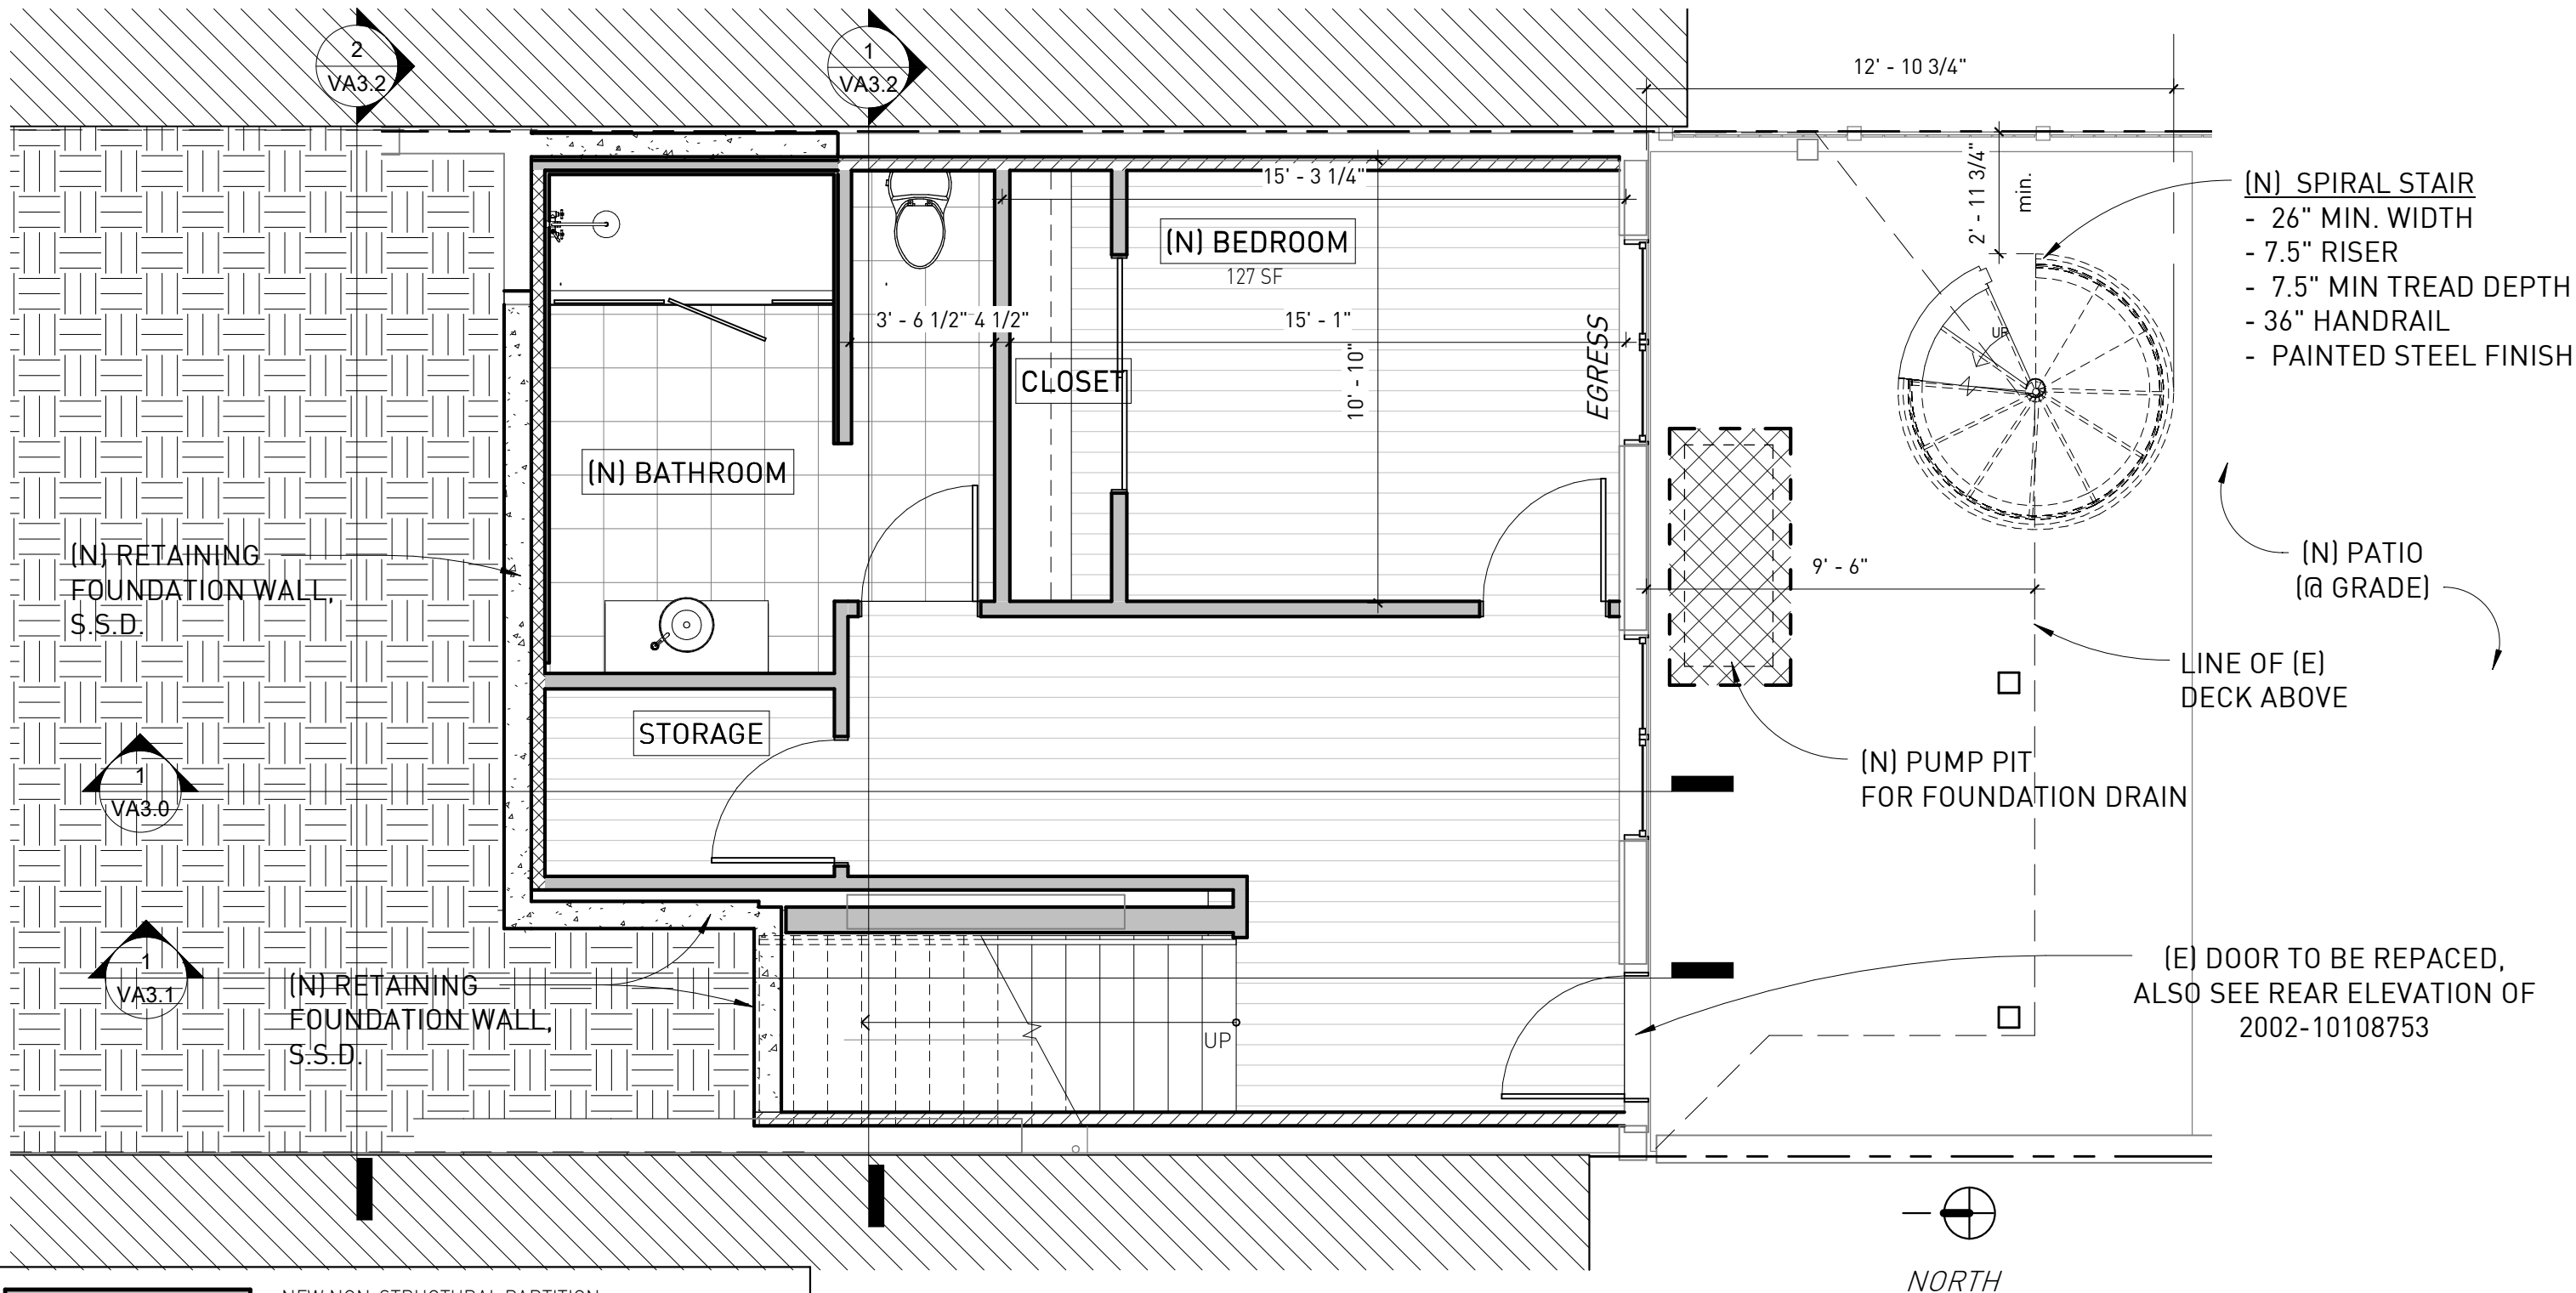 2
VA3.2
1
VA3.2
12' - 10 3/4"
15' - 3 1/4"
2' - 11 3/4"
min.
(N) SPIRAL STAIR
- 26" MIN. WIDTH
- 7.5" RISER
- 7.5" MIN TREAD DEPTH
- 36" HANDRAIL
- PAINTED STEEL FINISH
(N) BEDROOM
127 SF
3' - 6 1/2"
4 1/2"
15' - 1"
10' - 10"
EGRESS
UP
CLOSET
(N) BATHROOM
(N) RETAINING
FOUNDATION WALL,
S.S.D.
9' - 6"
(N) PATIO
(@ GRADE)
LINE OF (E)
DECK ABOVE
STORAGE
(N) PUMP PIT
FOR FOUNDATION DRAIN
1
VA3.0
1
VA3.1
(N) RETAINING
FOUNDATION WALL,
S.S.D.
UP
(E) DOOR TO BE REPACED,
ALSO SEE REAR ELEVATION OF
2002-10108753
NORTH
NEW NON-STRUCTURAL PARTITION